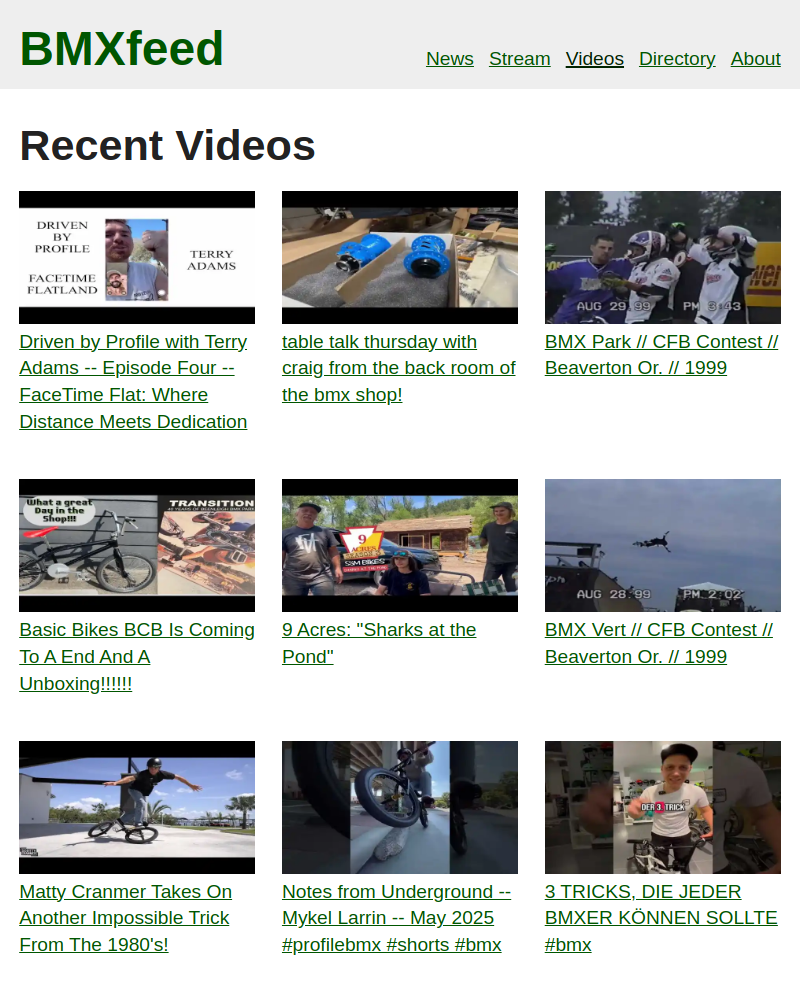 BMXfeed
News Stream Videos Directory About
Recent Videos
DRIVEN
BY
PROFILE
FACETIME
FLATLAND
TERRY
ADAMS
AUG 29.99 PM 3:43
Driven by Profile with Terry
Adams -- Episode Four --
FaceTime Flat: Where
Distance Meets Dedication
table talk thursday with
craig from the back room of
the bmx shop!
BMX Park // CFB Contest //
Beaverton Or. // 1999
What a great
Day in the
Shop!!!
TRANSITION
9
ACRES
AUG 28.99 PM 2:02
Basic Bikes BCB Is Coming
To A End And A
Unboxing!!!!!!
9 Acres: "Sharks at the
Pond"
BMX Vert // CFB Contest //
Beaverton Or. // 1999
DER 3 TRICK
Matty Cranmer Takes On
Another Impossible Trick
From The 1980's!
Notes from Underground --
Mykel Larrin -- May 2025
#profilebmx #shorts #bmx
3 TRICKS, DIE JEDER
BMXER KÖNNEN SOLLTE
#bmx